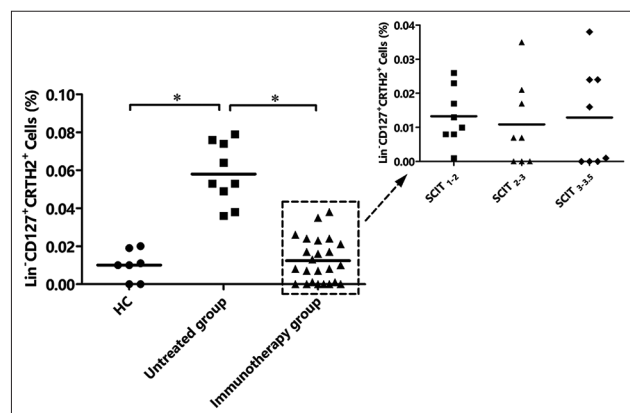 Lin⁻CD127⁺CRTH2⁺ Cells (%)
0.10
0.08
0.06
0.04
0.02
0.00
* *
HC
Untreated group
Immunotherapy group
Lin⁻CD127⁺CRTH2⁺ Cells (%)
0.04
0.03
0.02
0.01
0.00
SCIT 1-2
SCIT 2-3
SCIT 3-3.5